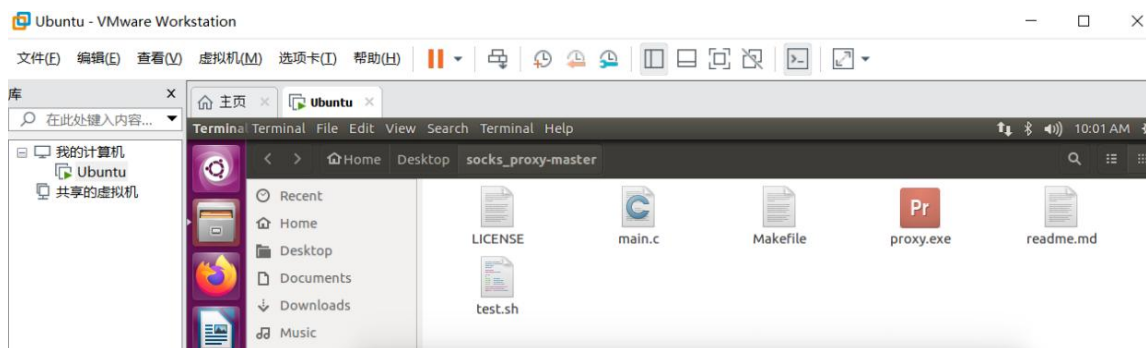 Ubuntu - VMware Workstation
文件(F) 编辑(E) 查看(V) 虚拟机(M) 选项卡(T) 帮助(H)
库
在此处键入内容...
我的计算机
Ubuntu
共享的虚拟机
主页 Ubuntu
Terminal Terminal File Edit View Search Terminal Help 10:01 AM
Home Desktop socks_proxy-master
Recent
Home
Desktop
Documents
Downloads
Music
Pr
LICENSE main.c Makefile proxy.exe readme.md
test.sh